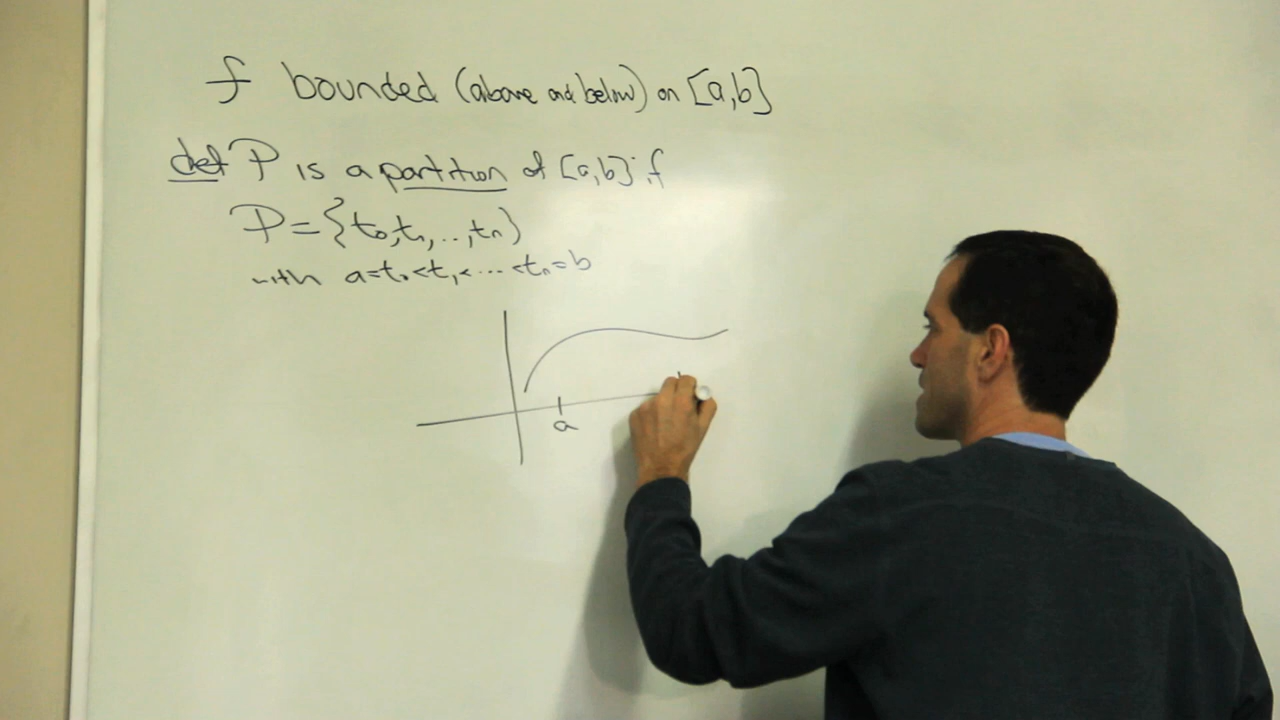 f bounded (above and below) on [a,b]
def P is a partition of [a,b] if
P={t₀,t₁,..,tₙ}
with a=t₀<t₁<...<tₙ=b
a